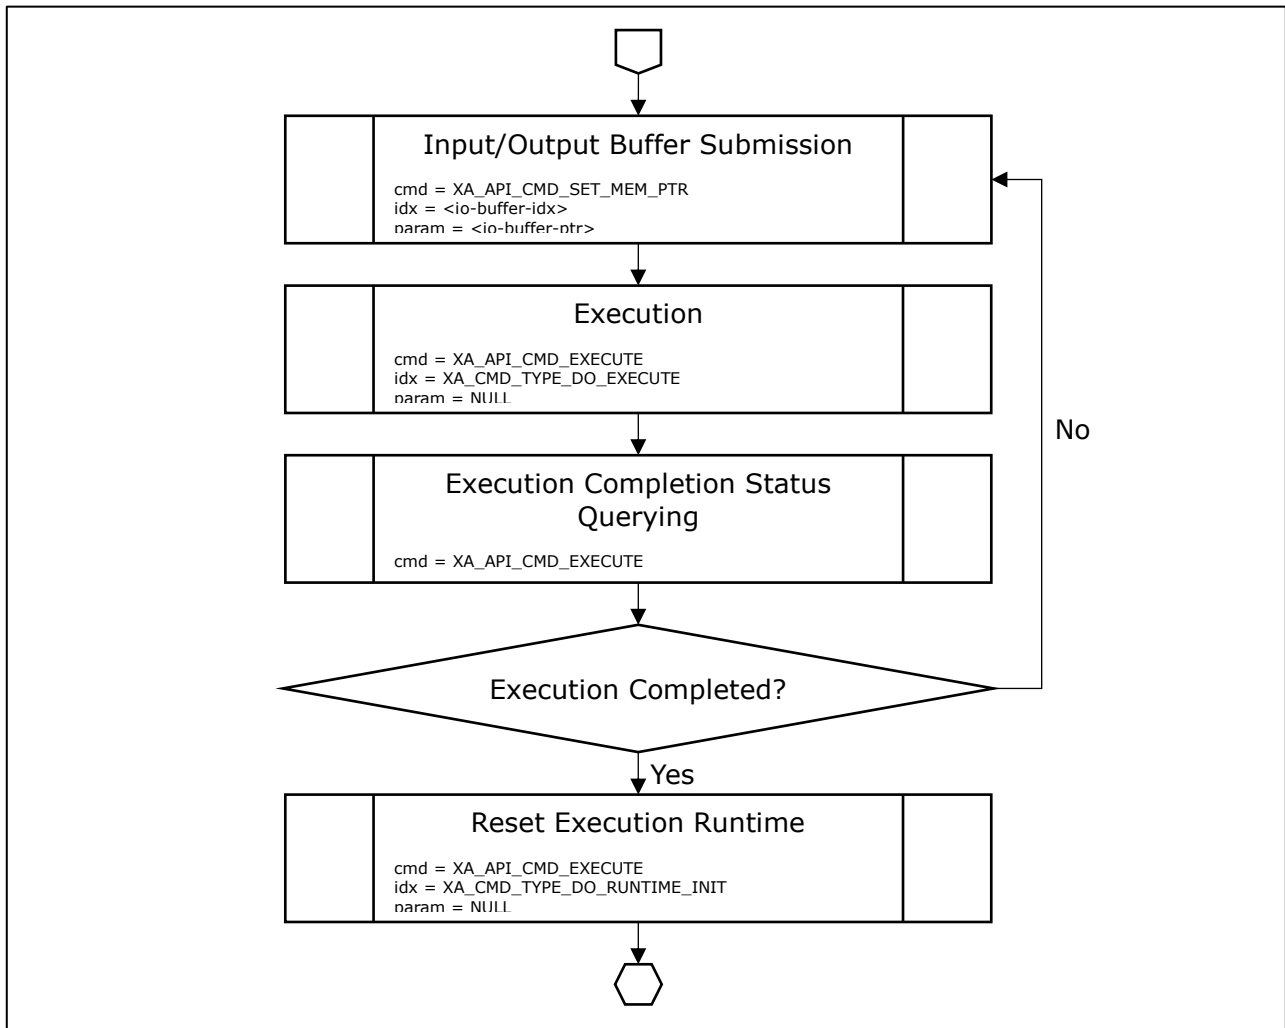 Input/Output Buffer Submission
cmd = XA_API_CMD_SET_MEM_PTR
idx = <io-buffer-idx>
param = <io-buffer-ptr>
Execution
cmd = XA_API_CMD_EXECUTE
idx = XA_CMD_TYPE_DO_EXECUTE
param = NULL
No
Execution Completion Status
Querying
cmd = XA_API_CMD_EXECUTE
Execution Completed?
Yes
Reset Execution Runtime
cmd = XA_API_CMD_EXECUTE
idx = XA_CMD_TYPE_DO_RUNTIME_INIT
param = NULL